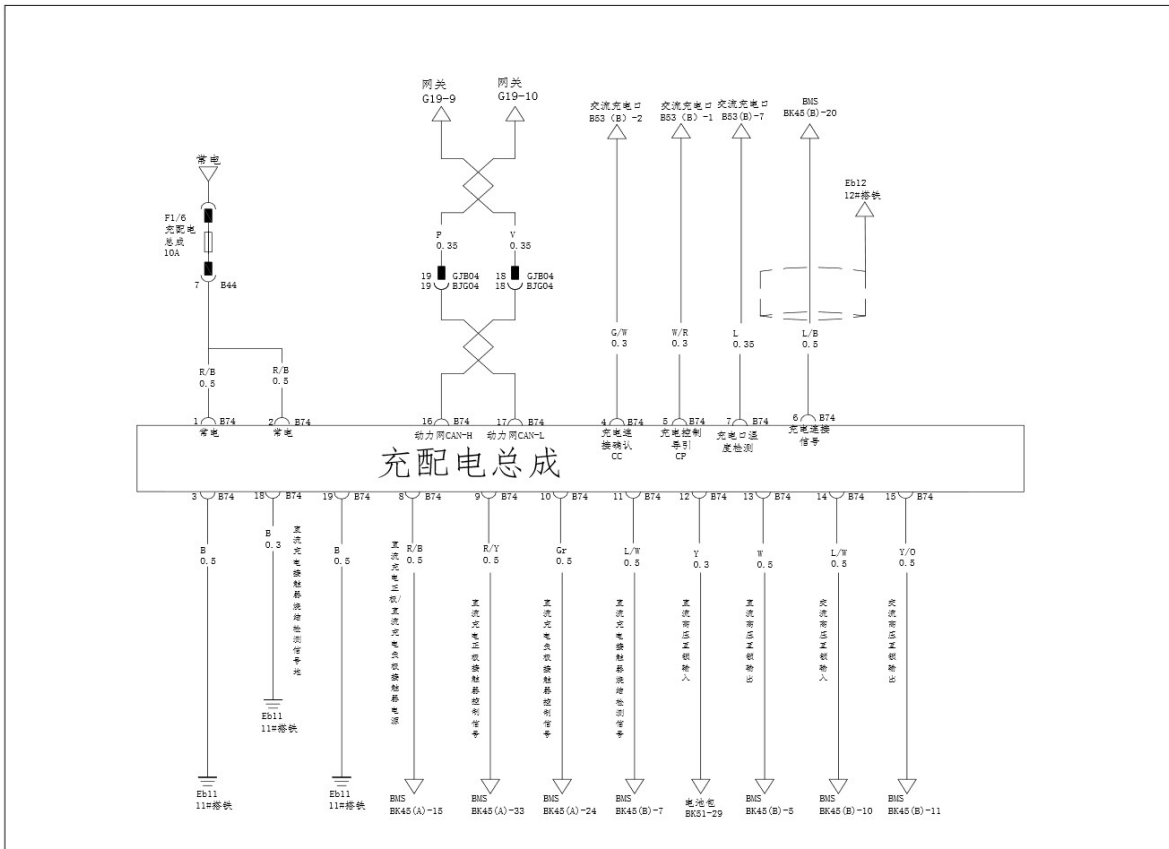 网关
G19-9
网关
G19-10
交流充电口
B53（B）-2
交流充电口
B53（B）-1
交流充电口
B53(B)-7
BMS
BK45(B)-20
常电
Eb12
12#搭铁
F1/6
充配电
总成
10A
7
B44
P
0.35
V
0.35
19
GJB04
19
BJG04
18
GJB04
18
BJG04
G/W
0.3
W/R
0.3
L
0.35
L/B
0.5
R/B
0.5
R/B
0.5
1
B74
常电
2
B74
常电
16
B74
动力网CAN-H
17
B74
动力网CAN-L
4
B74
充电连
接确认
CC
5
B74
充电控制
导引
CP
7
B74
充电口温
度检测
6
B74
充电连接
信号
充配电总成
3
B74
18
B74
19
B74
8
B74
9
B74
10
B74
11
B74
12
B74
13
B74
14
B74
15
B74
B
0.5
B
0.3
直流充电接触器烧结检测信号地
B
0.5
直流充电正极/
直流充电负极接触器电源
R/B
0.5
R/Y
0.5
直流充电正极接触器控制信号
Gr
0.5
直流充电负极接触器控制信号
L/W
0.5
直流充电接触器烧结检测信号
Y
0.3
直流高压互锁输入
W
0.5
直流高压互锁输出
L/W
0.5
交流高压互锁输入
Y/O
0.5
交流高压互锁输出
Eb11
11#搭铁
Eb11
11#搭铁
Eb11
11#搭铁
BMS
BK45(A)-15
BMS
BK45(A)-33
BMS
BK45(A)-24
BMS
BK45(B)-7
电池包
BK51-29
BMS
BK45(B)-5
BMS
BK45(B)-10
BMS
BK45(B)-11